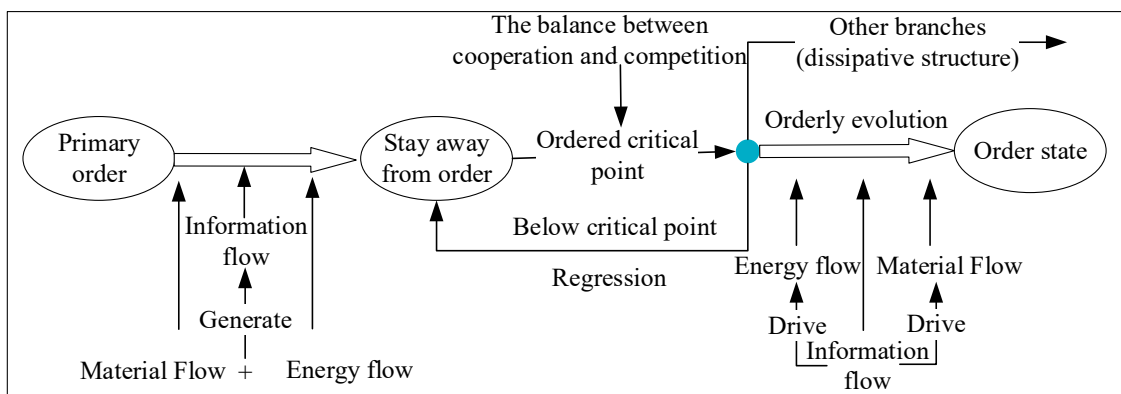 The balance between
cooperation and competition
Other branches
(dissipative structure)
Primary
order
Stay away
from order
Ordered critical
point
Orderly evolution
Order state
Information
flow
Generate
Material Flow +
Energy flow
Below critical point
Regression
Energy flow
Material Flow
Drive
Drive
Information
flow